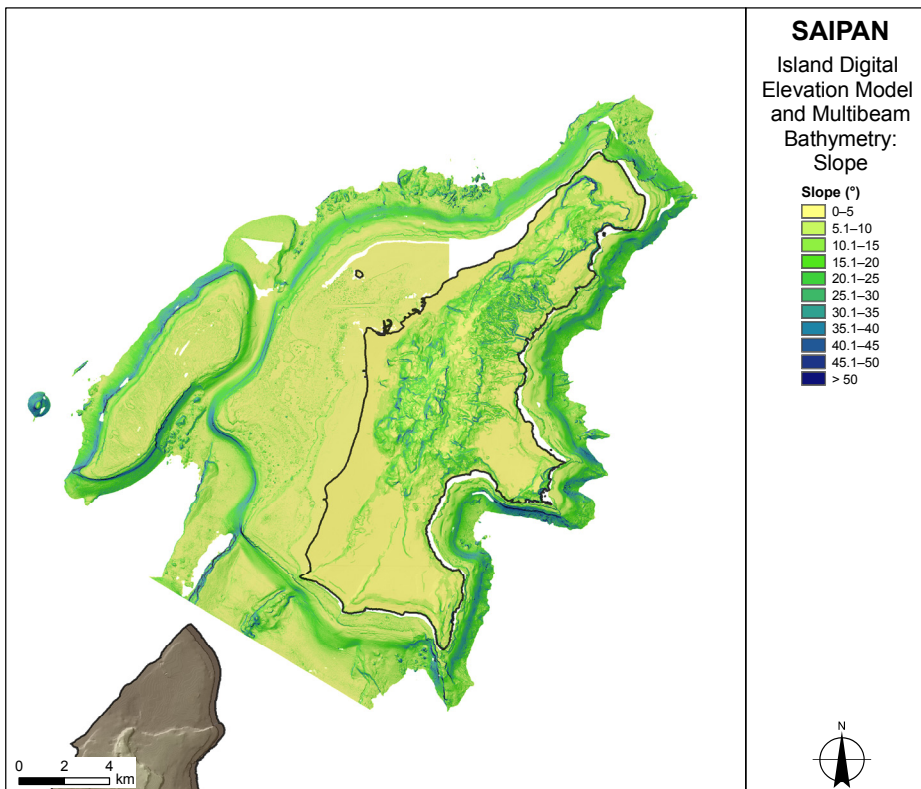 SAIPAN
Island Digital
Elevation Model
and Multibeam
Bathymetry:
Slope
Slope (°)
0–5
5.1–10
10.1–15
15.1–20
20.1–25
25.1–30
30.1–35
35.1–40
40.1–45
45.1–50
> 50
N
0 2 4
km